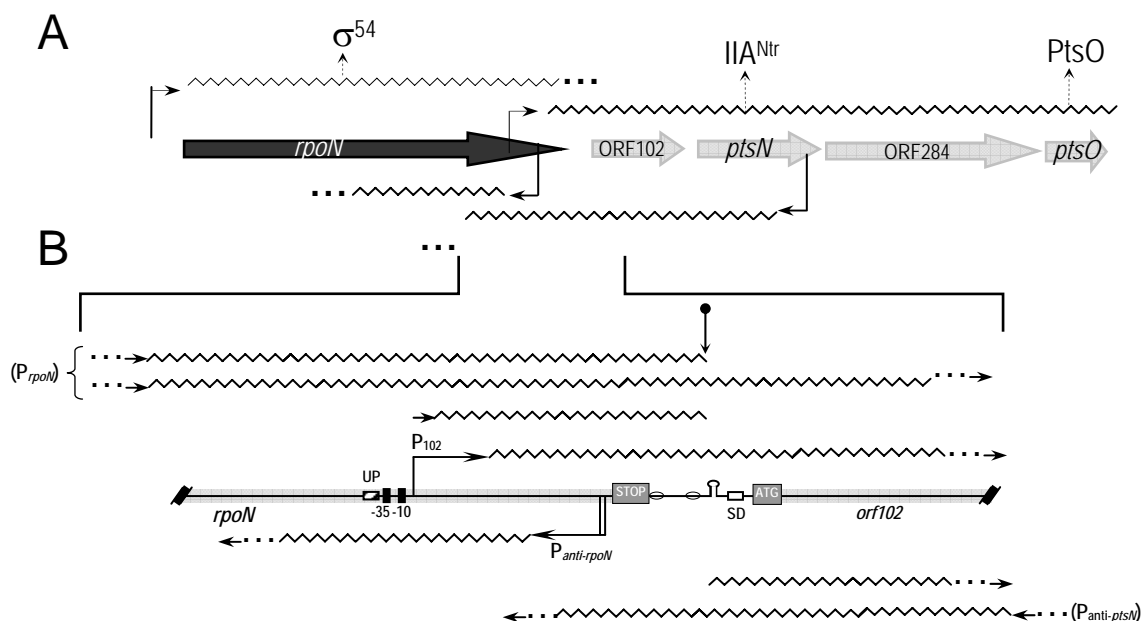 A
σ54
IIANtr
PtsO
...
rpoN
ORF102
ptsN
ORF284
ptsO
...
...
B
(PrpoN)
...
...
...
P102
...
UP
-35 -10
STOP
SD
ATG
rpoN
orf102
...
Panti-rpoN
...
...
...(Panti-ptsN)